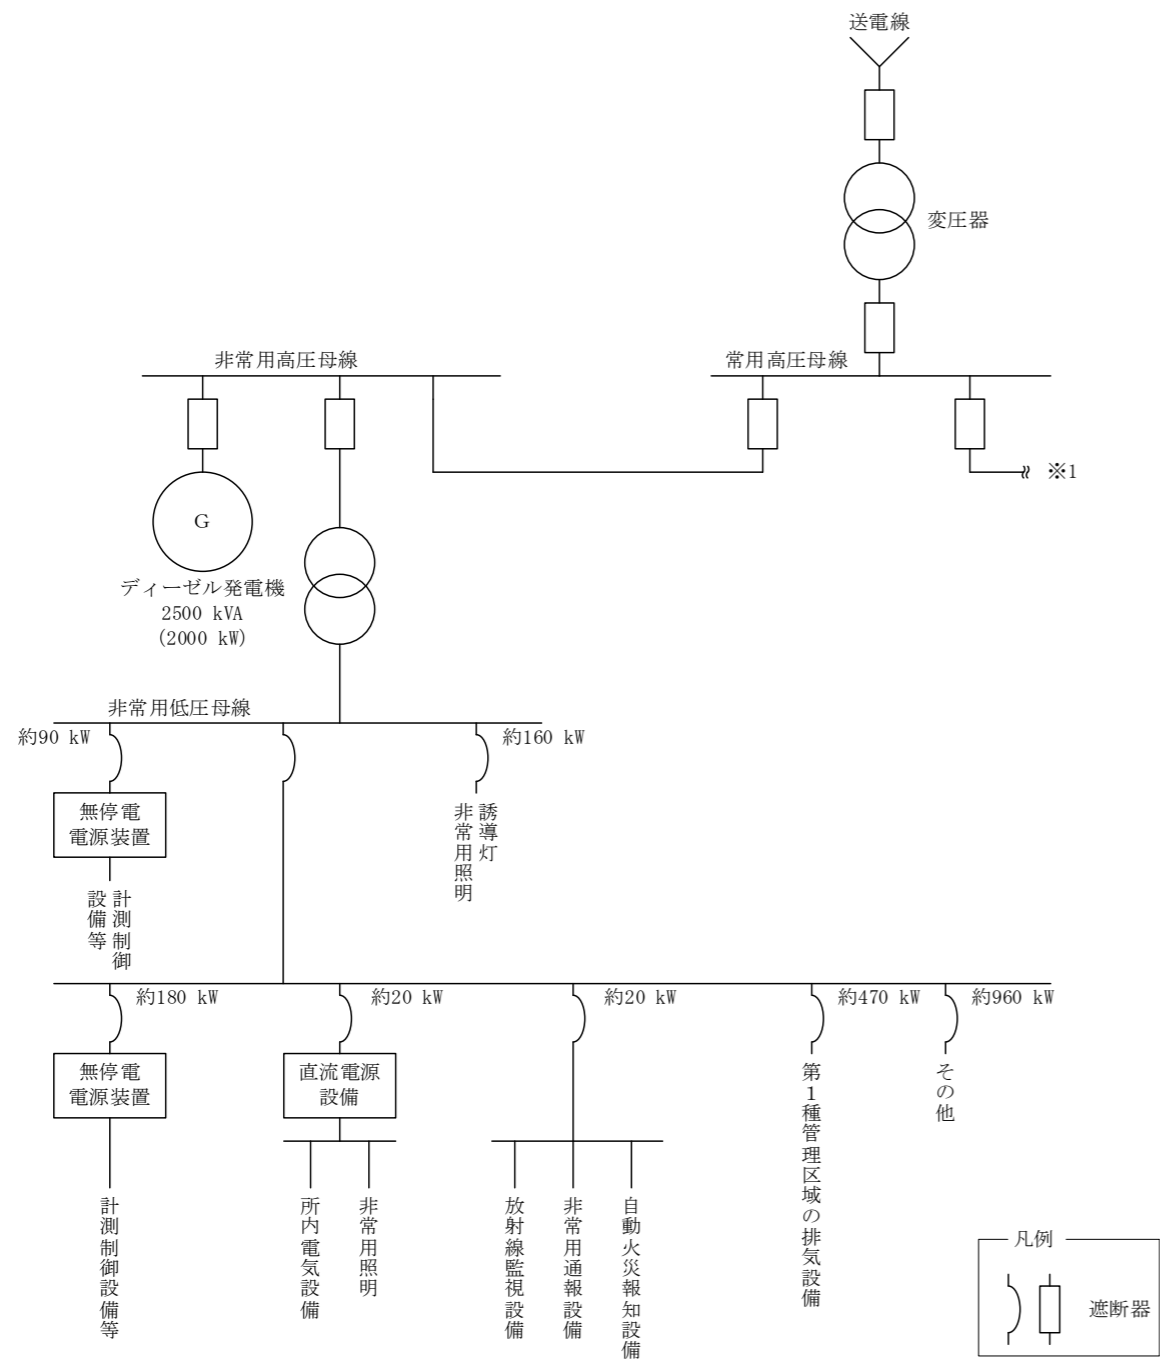 送電線
変圧器
非常用高圧母線
常用高圧母線
※1
G
ディーゼル発電機
2500 kVA
(2000 kW)
非常用低圧母線
約90 kW
約160 kW
無停電
電源装置
誘導灯
非常用照明
計測制御
設備等
約180 kW
約20 kW
約20 kW
約470 kW
約960 kW
無停電
電源装置
直流電源
設備
第1種管理区域の排気設備
その他
計測制御設備等
所内電気設備
非常用照明
放射線監視設備
非常用通報設備
自動火災報知設備
凡例
遮断器